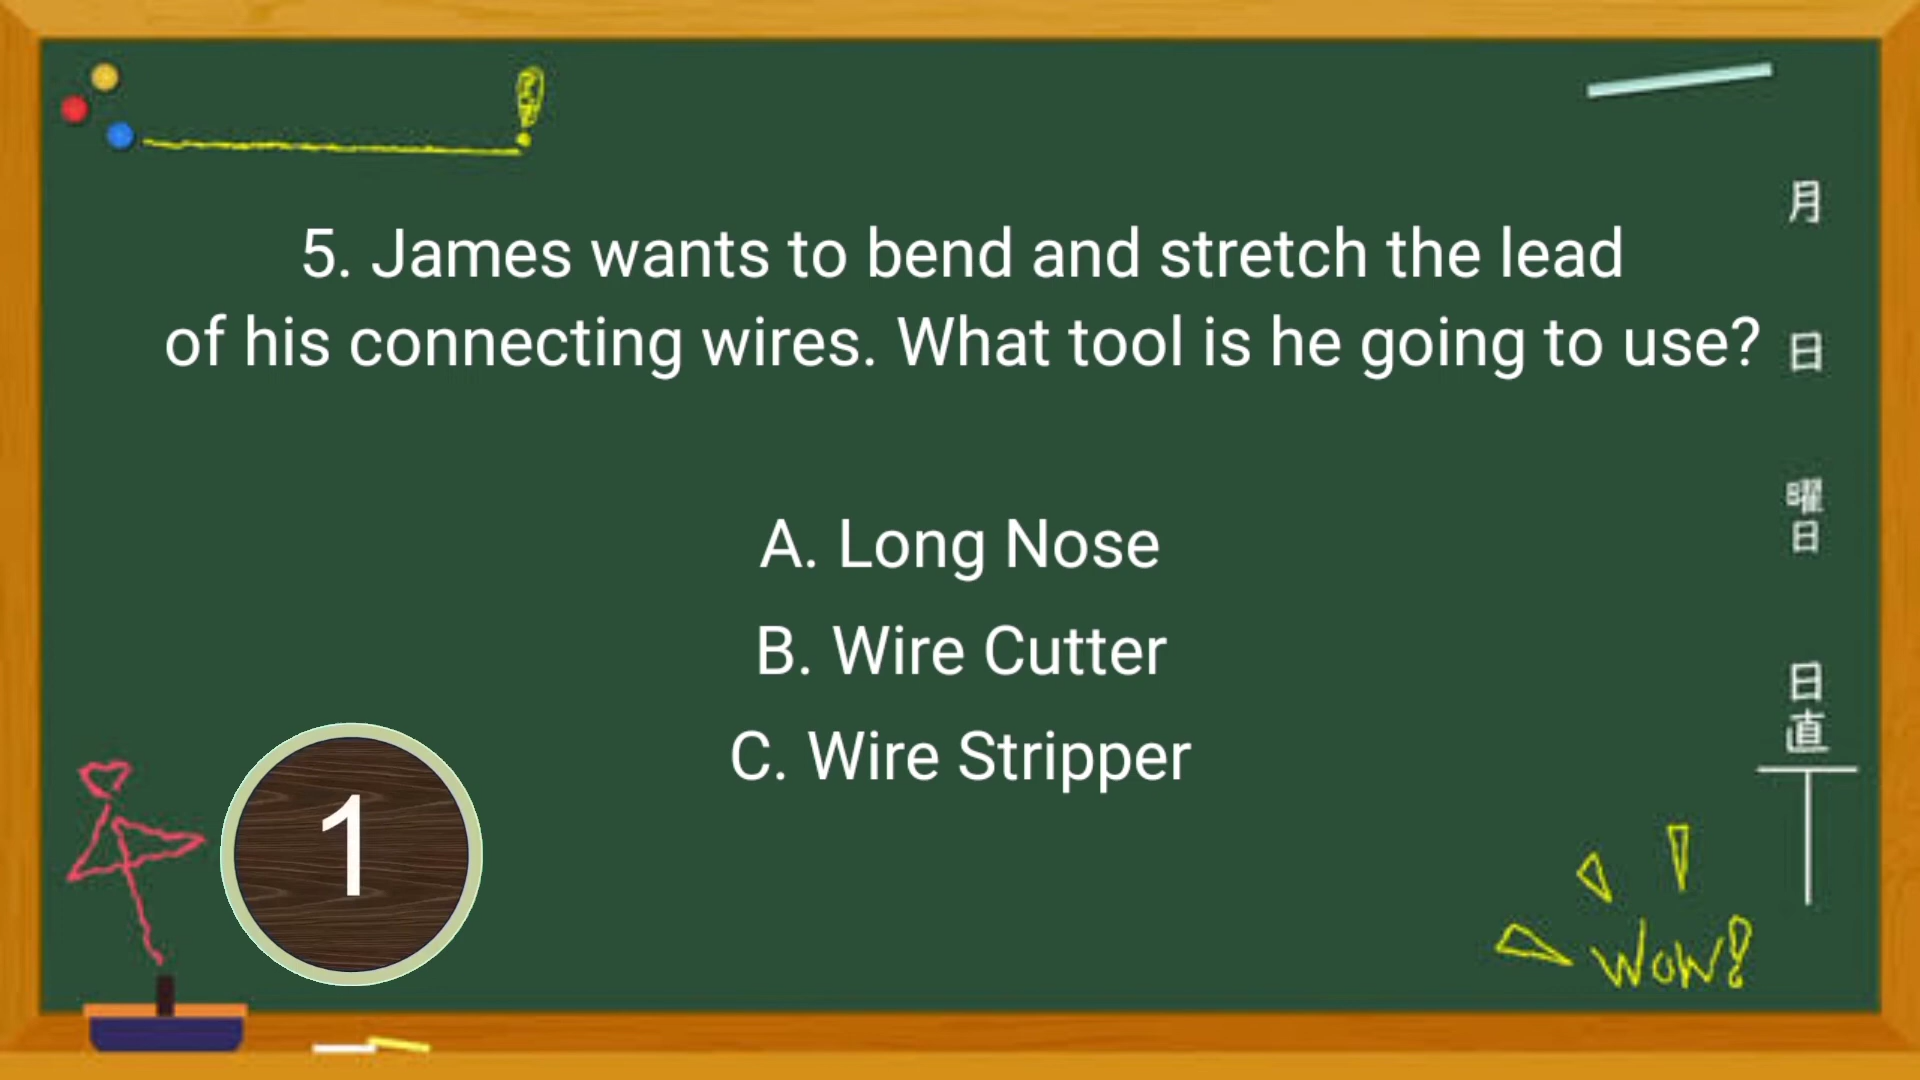 5. James wants to bend and stretch the lead
of his connecting wires. What tool is he going to use?
A. Long Nose
B. Wire Cutter
C. Wire Stripper
1
月
日
曜
日
日
直
WOW!